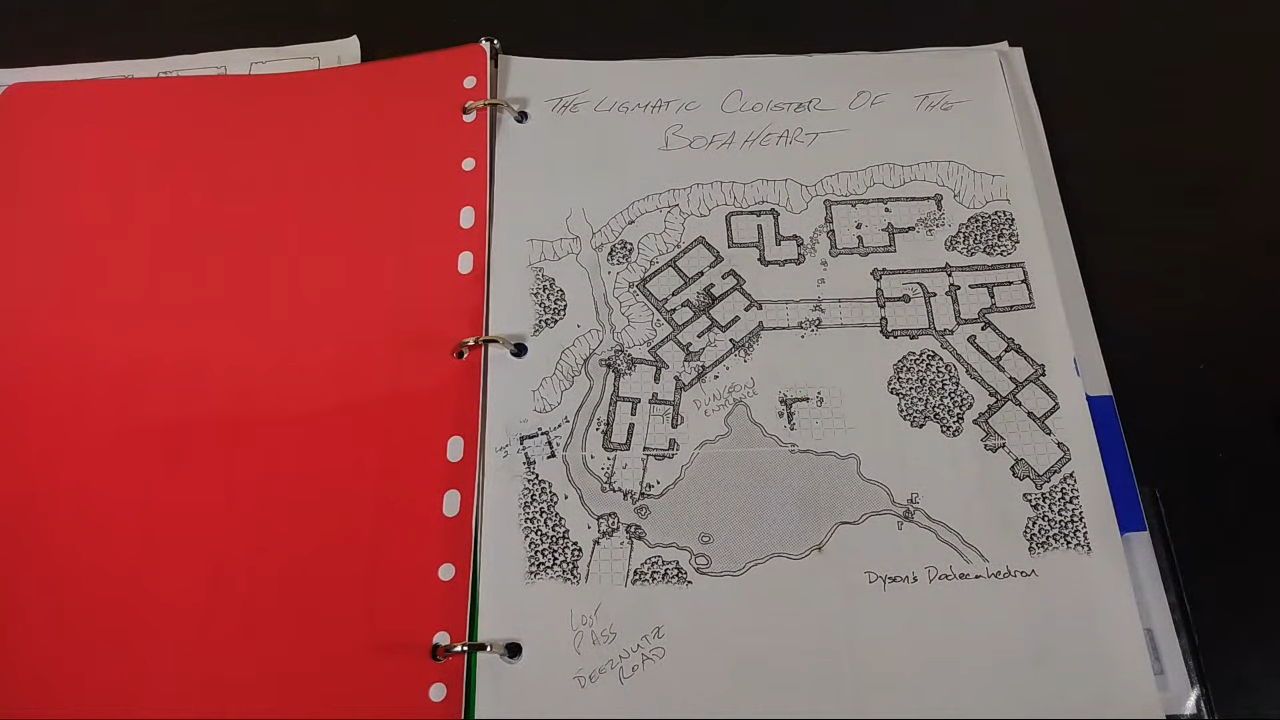 THE LIGMATIC CLOISTER OF THE
BOFA HEART
DUNGEON
ENTRANCE
Dyson's Dodecahedron
LOST
PASS
DEEZNUTZ
ROAD